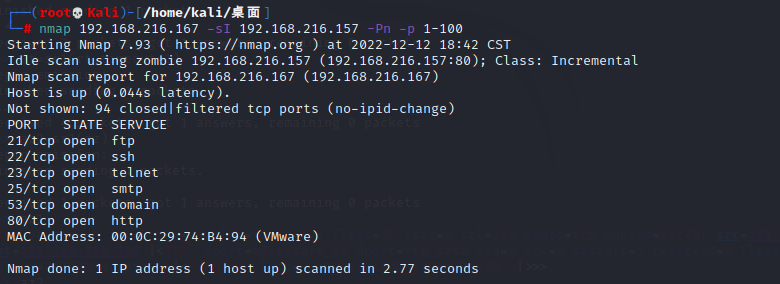 ┌──(root💀Kali)-[/home/kali/桌面]
└─# nmap 192.168.216.167 -sI 192.168.216.157 -Pn -p 1-100
Starting Nmap 7.93 ( https://nmap.org ) at 2022-12-12 18:42 CST
Idle scan using zombie 192.168.216.157 (192.168.216.157:80); Class: Incremental
Nmap scan report for 192.168.216.167 (192.168.216.167)
Host is up (0.044s latency).
Not shown: 94 closed|filtered tcp ports (no-ipid-change)
PORT   STATE SERVICE
21/tcp open  ftp
22/tcp open  ssh
23/tcp open  telnet
25/tcp open  smtp
53/tcp open  domain
80/tcp open  http
MAC Address: 00:0C:29:74:B4:94 (VMware)

Nmap done: 1 IP address (1 host up) scanned in 2.77 seconds